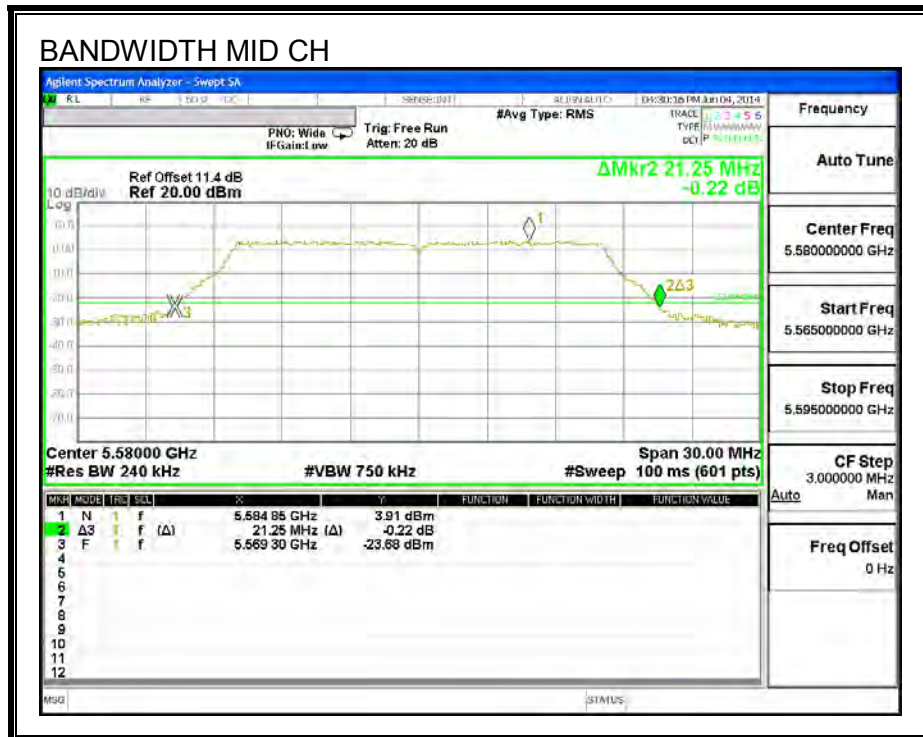 BANDWIDTH MID CH
Agilent Spectrum Analyzer - Swept SA
RL RF SENSE:INT ALIGN AUTO 04:30:16 PM Jun 04, 2014
#Avg Type: RMS
TRACE 1 2 3 4 5 6
TYPE
DET P
PNO: Wide
IFGain:Low
Trig: Free Run
Atten: 20 dB
Frequency
Auto Tune
Center Freq
5.580000000 GHz
Start Freq
5.565000000 GHz
Stop Freq
5.595000000 GHz
CF Step
3.000000 MHz
Auto Man
Freq Offset
0 Hz
ΔMkr2 21.25 MHz
-0.22 dB
Ref Offset 11.4 dB
10 dB/div Ref 20.00 dBm
Log
1
2Δ3
3
Center 5.58000 GHz
Span 30.00 MHz
#Res BW 240 kHz
#VBW 750 kHz
#Sweep 100 ms (601 pts)
MKR MODE TRC SCL X Y FUNCTION FUNCTION WIDTH FUNCTION VALUE
1 N 1 f 5.584 85 GHz 3.91 dBm
2 Δ3 1 f (Δ) 21.25 MHz (Δ) -0.22 dB
3 F 1 f 5.569 30 GHz -23.68 dBm
4
5
6
7
8
9
10
11
12
MSG STATUS